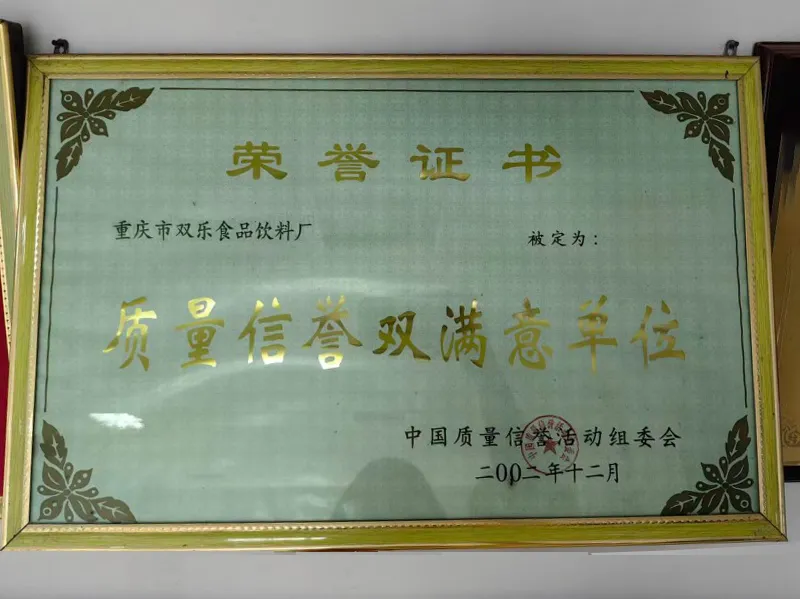 荣誉证书
重庆市双乐食品饮料厂 被定为：
质量信誉双满意单位
中国质量信誉活动组委会
二00二年十二月